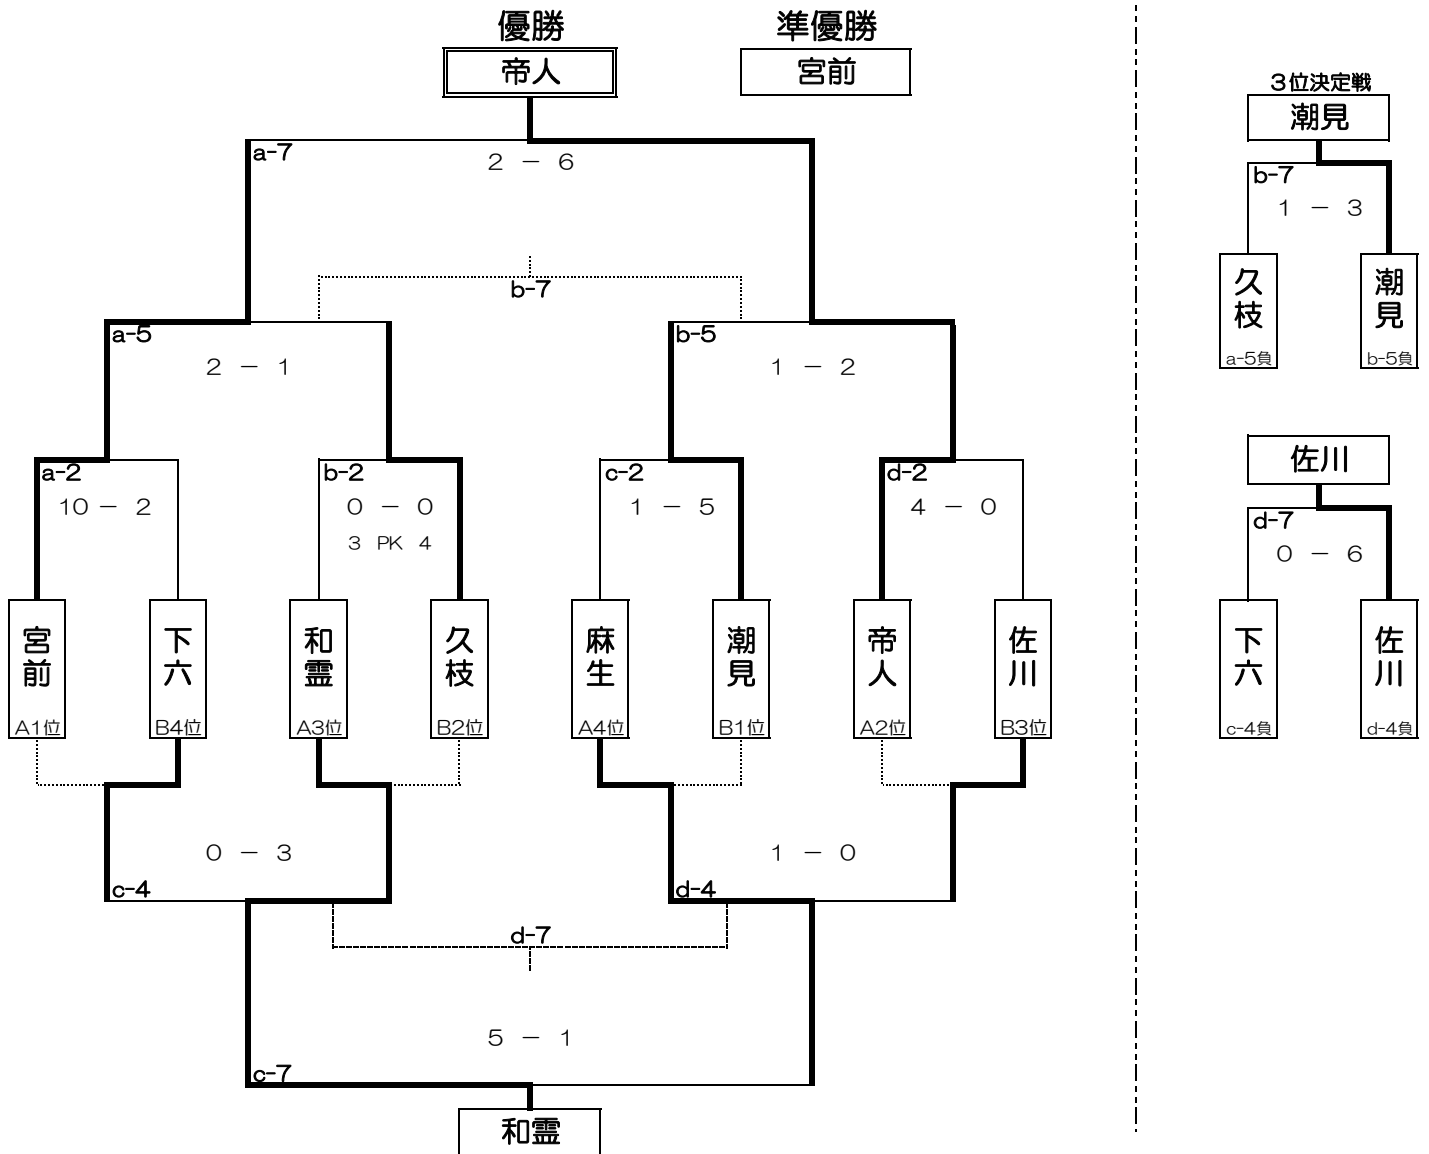 優勝 準優勝
帝人 宮前
3位決定戦
潮見
a-7 2 － 6
b-7
1 － 3
久枝 潮見
a-5負 b-5負
b-7
a-5 b-5
2 － 1 1 － 2
佐川
a-2 b-2 c-2 d-2
10 － 2 0 － 0 1 － 5 4 － 0
3 PK 4
d-7
0 － 6
宮前 下六 和霊 久枝 麻生 潮見 帝人 佐川
A1位 B4位 A3位 B2位 A4位 B1位 A2位 B3位
下六 佐川
c-4負 d-4負
0 － 3 1 － 0
c-4 d-4
d-7
5 － 1
c-7
和霊